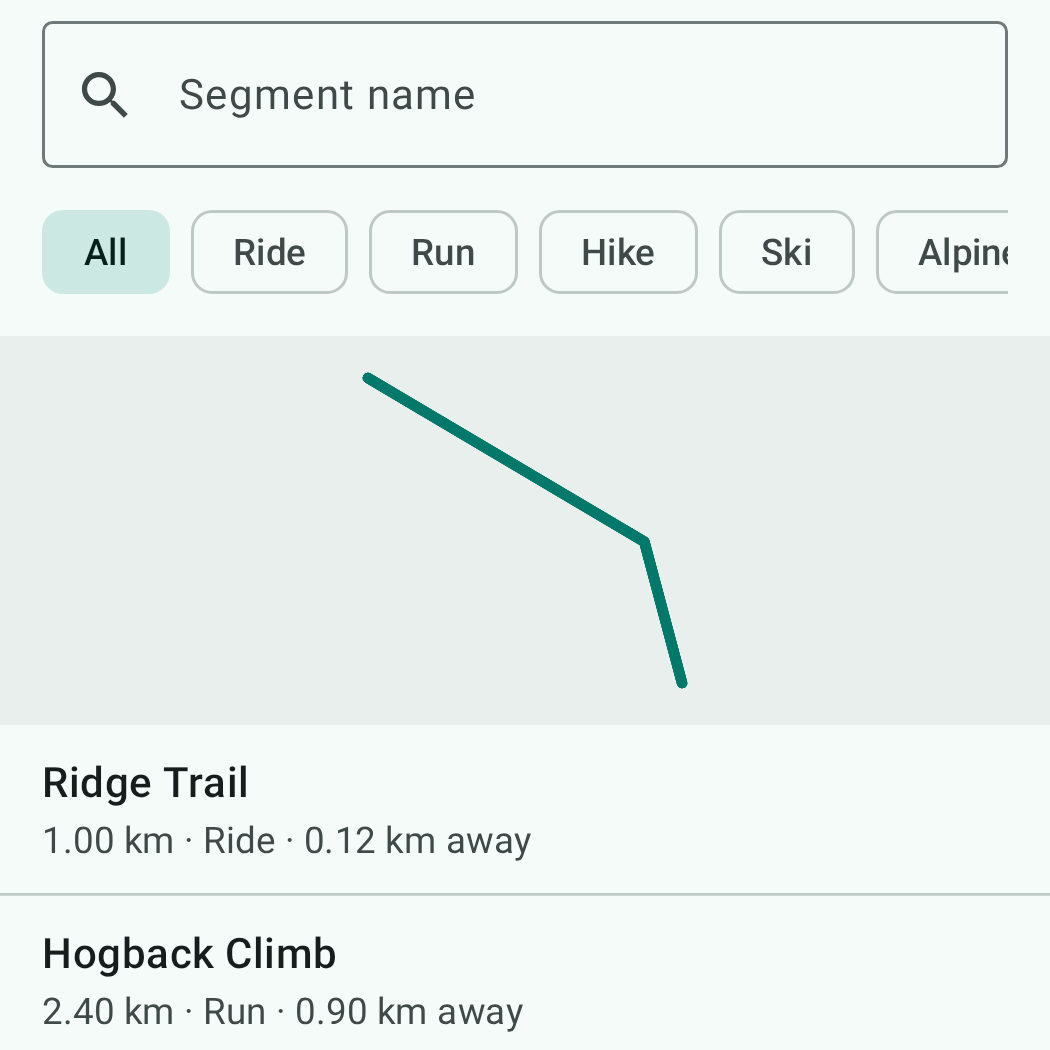 Segment name
All Ride Run Hike Ski Alpine
Ridge Trail
1.00 km · Ride · 0.12 km away
Hogback Climb
2.40 km · Run · 0.90 km away